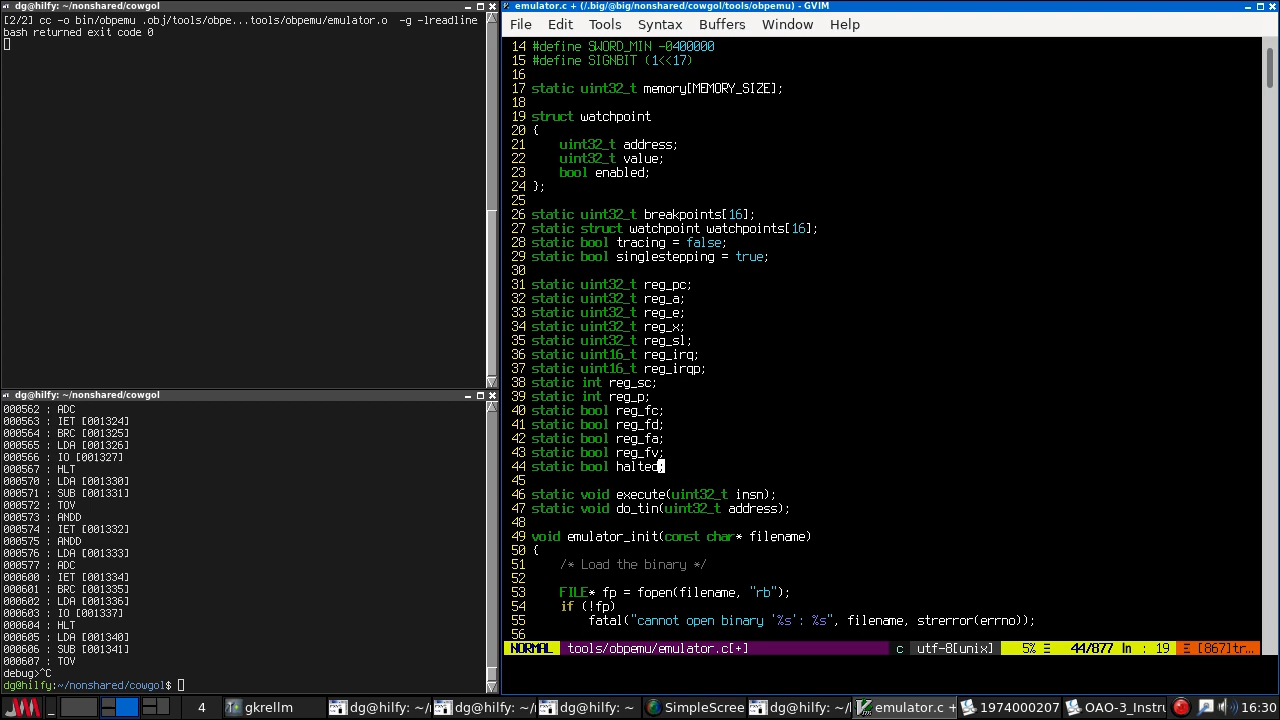 dg@hilfy: ~/nonshared/cowgol
[2/2] cc -o bin/obpemu .obj/tools/obpe...tools/obpemu/emulator.o  -g -lreadline
bash returned exit code 0
dg@hilfy: ~/nonshared/cowgol
000562 : ADC
000563 : IET [001324]
000564 : BRC [001325]
000565 : LDA [001326]
000566 : IO [001327]
000567 : HLT
000570 : LDA [001330]
000571 : SUB [001331]
000572 : TOV
000573 : ANDD
000574 : IET [001332]
000575 : ANDD
000576 : LDA [001333]
000577 : ADC
000600 : IET [001334]
000601 : BRC [001335]
000602 : LDA [001336]
000603 : IO [001337]
000604 : HLT
000605 : LDA [001340]
000606 : SUB [001341]
000607 : TOV
debug>^C
dg@hilfy:~/nonshared/cowgol$
emulator.c + (/.big/@big/nonshared/cowgol/tools/obpemu) - GVIM
File Edit Tools Syntax Buffers Window Help
14 #define SWORD_MIN -0400000
15 #define SIGNBIT (1<<17)
16
17 static uint32_t memory[MEMORY_SIZE];
18
19 struct watchpoint
20 {
21     uint32_t address;
22     uint32_t value;
23     bool enabled;
24 };
25
26 static uint32_t breakpoints[16];
27 static struct watchpoint watchpoints[16];
28 static bool tracing = false;
29 static bool singlestepping = true;
30
31 static uint32_t reg_pc;
32 static uint32_t reg_a;
33 static uint32_t reg_e;
34 static uint32_t reg_x;
35 static uint32_t reg_sl;
36 static uint16_t reg_irq;
37 static uint16_t reg_irqp;
38 static int reg_sc;
39 static int reg_p;
40 static bool reg_fc;
41 static bool reg_fd;
42 static bool reg_fa;
43 static bool reg_fv;
44 static bool halted;
45
46 static void execute(uint32_t insn);
47 static void do_tin(uint32_t address);
48
49 void emulator_init(const char* filename)
50 {
51     /* Load the binary */
52
53     FILE* fp = fopen(filename, "rb");
54     if (!fp)
55         fatal("cannot open binary '%s': %s", filename, strerror(errno));
56
NORMAL tools/obpemu/emulator.c[+] c utf-8[unix] 5% ☰ 44/877 ln : 19 Ξ [867]tr…
4 gkrellm dg@hilfy: ~/ dg@hilfy: ~/ dg@hilfy: ~ SimpleScree dg@hilfy: ~/ emulator.c + 1974000207 OAO-3_Instru 16:30